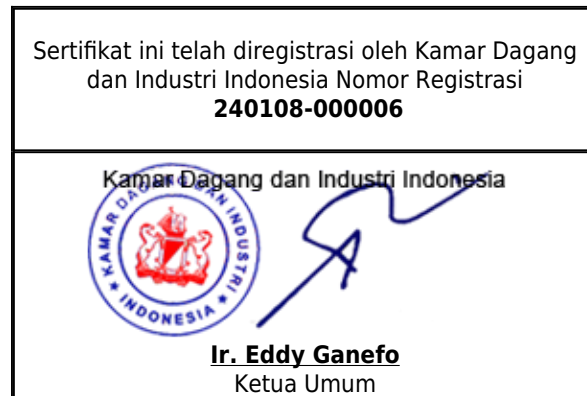 Sertifikat ini telah diregistrasi oleh Kamar Dagang
dan Industri Indonesia Nomor Registrasi
240108-000006
Kamar Dagang dan Industri Indonesia
KAMAR DAGANG DAN INDUSTRI
INDONESIA
Ir. Eddy Ganefo
Ketua Umum